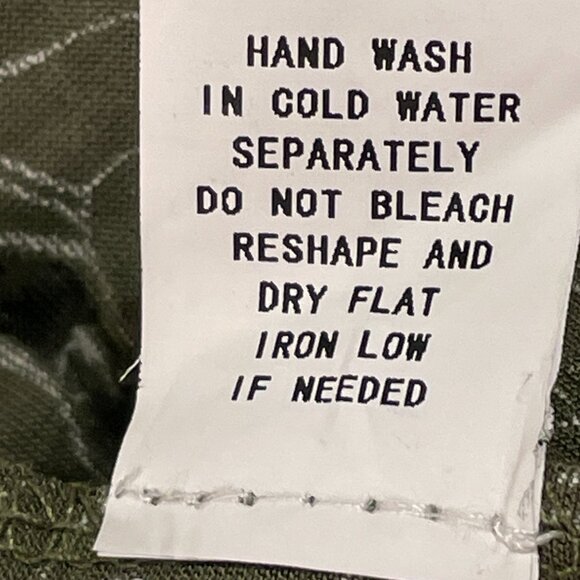 HAND WASH
IN COLD WATER
SEPARATELY
DO NOT BLEACH
RESHAPE AND
DRY FLAT
IRON LOW
IF NEEDED